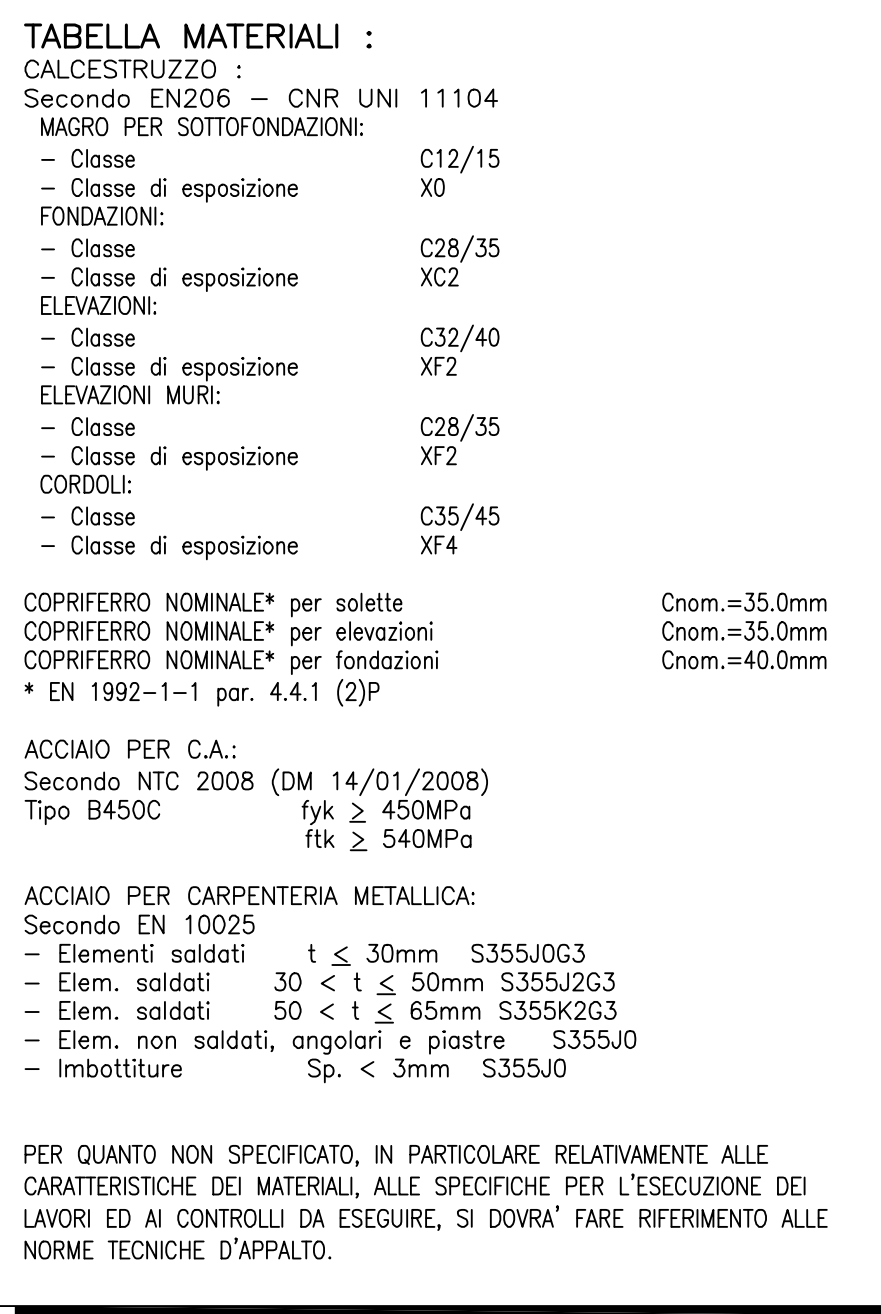 TABELLA MATERIALI :
CALCESTRUZZO :
Secondo EN206 – CNR UNI 11104
MAGRO PER SOTTOFONDAZIONI:
– Classe C12/15
– Classe di esposizione X0
FONDAZIONI:
– Classe C28/35
– Classe di esposizione XC2
ELEVAZIONI:
– Classe C32/40
– Classe di esposizione XF2
ELEVAZIONI MURI:
– Classe C28/35
– Classe di esposizione XF2
CORDOLI:
– Classe C35/45
– Classe di esposizione XF4
COPRIFERRO NOMINALE* per solette Cnom.=35.0mm
COPRIFERRO NOMINALE* per elevazioni Cnom.=35.0mm
COPRIFERRO NOMINALE* per fondazioni Cnom.=40.0mm
* EN 1992–1–1 par. 4.4.1 (2)P
ACCIAIO PER C.A.:
Secondo NTC 2008 (DM 14/01/2008)
Tipo B450C fyk ≥ 450MPa
ftk ≥ 540MPa
ACCIAIO PER CARPENTERIA METALLICA:
Secondo EN 10025
– Elementi saldati t ≤ 30mm S355J0G3
– Elem. saldati 30 < t ≤ 50mm S355J2G3
– Elem. saldati 50 < t ≤ 65mm S355K2G3
– Elem. non saldati, angolari e piastre S355J0
– Imbottiture Sp. < 3mm S355J0
PER QUANTO NON SPECIFICATO, IN PARTICOLARE RELATIVAMENTE ALLE
CARATTERISTICHE DEI MATERIALI, ALLE SPECIFICHE PER L'ESECUZIONE DEI
LAVORI ED AI CONTROLLI DA ESEGUIRE, SI DOVRA' FARE RIFERIMENTO ALLE
NORME TECNICHE D'APPALTO.